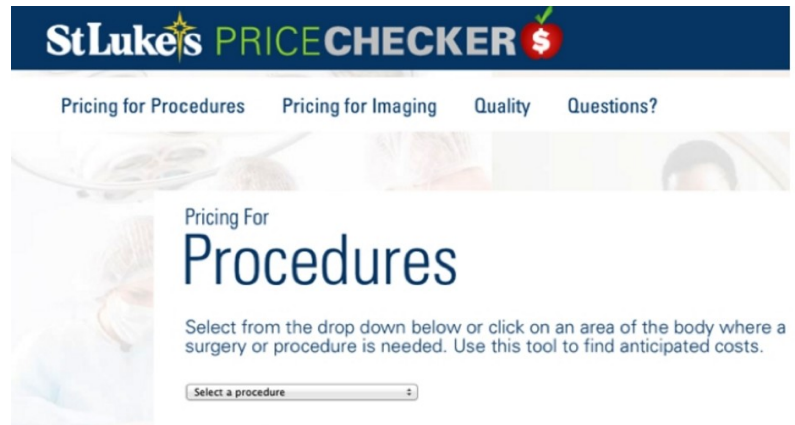 StLuke's PRICECHECKER $
Pricing for Procedures Pricing for Imaging Quality Questions?
Pricing For
Procedures
Select from the drop down below or click on an area of the body where a
surgery or procedure is needed. Use this tool to find anticipated costs.
Select a procedure